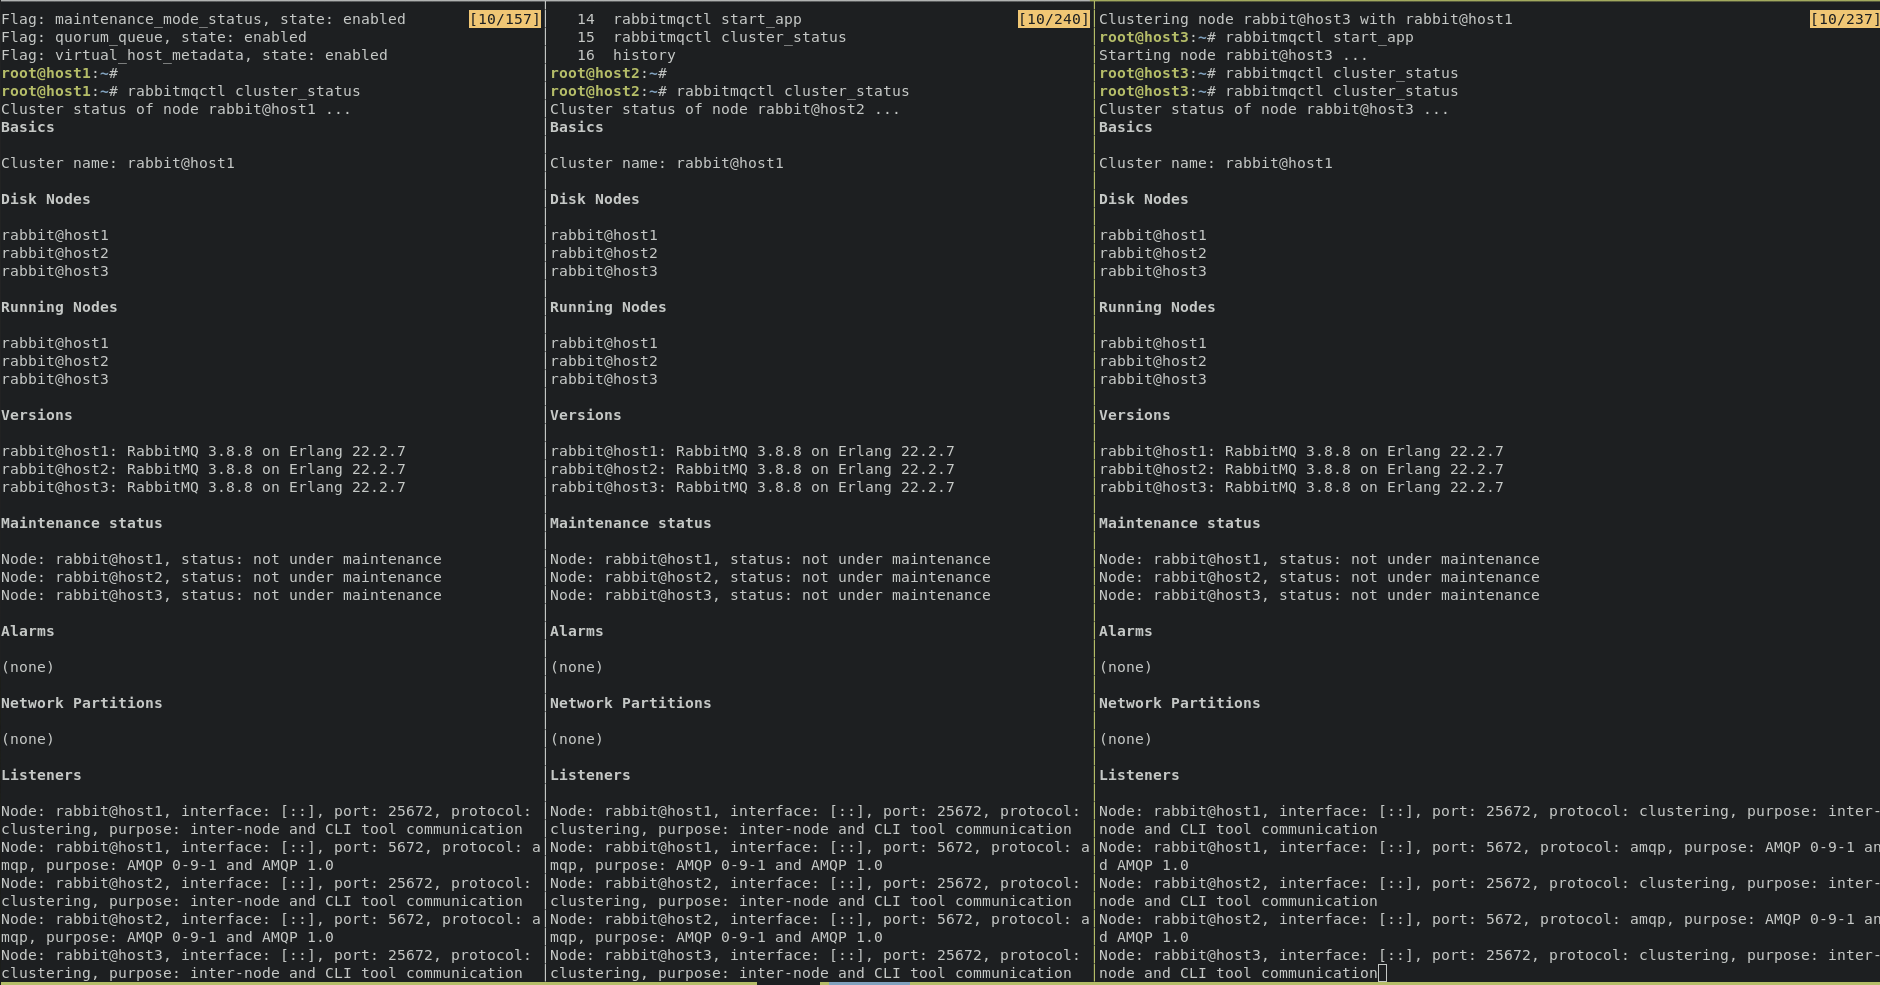 Flag: maintenance_mode_status, state: enabled [10/157]
Flag: quorum_queue, state: enabled
Flag: virtual_host_metadata, state: enabled
root@host1:~#
root@host1:~# rabbitmqctl cluster_status
Cluster status of node rabbit@host1 ...
Basics
Cluster name: rabbit@host1
Disk Nodes
rabbit@host1
rabbit@host2
rabbit@host3
Running Nodes
rabbit@host1
rabbit@host2
rabbit@host3
Versions
rabbit@host1: RabbitMQ 3.8.8 on Erlang 22.2.7
rabbit@host2: RabbitMQ 3.8.8 on Erlang 22.2.7
rabbit@host3: RabbitMQ 3.8.8 on Erlang 22.2.7
Maintenance status
Node: rabbit@host1, status: not under maintenance
Node: rabbit@host2, status: not under maintenance
Node: rabbit@host3, status: not under maintenance
Alarms
(none)
Network Partitions
(none)
Listeners
Node: rabbit@host1, interface: [::], port: 25672, protocol:
clustering, purpose: inter-node and CLI tool communication
Node: rabbit@host1, interface: [::], port: 5672, protocol: a
mqp, purpose: AMQP 0-9-1 and AMQP 1.0
Node: rabbit@host2, interface: [::], port: 25672, protocol:
clustering, purpose: inter-node and CLI tool communication
Node: rabbit@host2, interface: [::], port: 5672, protocol: a
mqp, purpose: AMQP 0-9-1 and AMQP 1.0
Node: rabbit@host3, interface: [::], port: 25672, protocol:
clustering, purpose: inter-node and CLI tool communication
14 rabbitmqctl start_app [10/240]
15 rabbitmqctl cluster_status
16 history
root@host2:~#
root@host2:~# rabbitmqctl cluster_status
Cluster status of node rabbit@host2 ...
Basics
Cluster name: rabbit@host1
Disk Nodes
rabbit@host1
rabbit@host2
rabbit@host3
Running Nodes
rabbit@host1
rabbit@host2
rabbit@host3
Versions
rabbit@host1: RabbitMQ 3.8.8 on Erlang 22.2.7
rabbit@host2: RabbitMQ 3.8.8 on Erlang 22.2.7
rabbit@host3: RabbitMQ 3.8.8 on Erlang 22.2.7
Maintenance status
Node: rabbit@host1, status: not under maintenance
Node: rabbit@host2, status: not under maintenance
Node: rabbit@host3, status: not under maintenance
Alarms
(none)
Network Partitions
(none)
Listeners
Node: rabbit@host1, interface: [::], port: 25672, protocol:
clustering, purpose: inter-node and CLI tool communication
Node: rabbit@host1, interface: [::], port: 5672, protocol: a
mqp, purpose: AMQP 0-9-1 and AMQP 1.0
Node: rabbit@host2, interface: [::], port: 25672, protocol:
clustering, purpose: inter-node and CLI tool communication
Node: rabbit@host2, interface: [::], port: 5672, protocol: a
mqp, purpose: AMQP 0-9-1 and AMQP 1.0
Node: rabbit@host3, interface: [::], port: 25672, protocol:
clustering, purpose: inter-node and CLI tool communication
Clustering node rabbit@host3 with rabbit@host1 [10/237]
root@host3:~# rabbitmqctl start_app
Starting node rabbit@host3 ...
root@host3:~# rabbitmqctl cluster_status
root@host3:~# rabbitmqctl cluster_status
Cluster status of node rabbit@host3 ...
Basics
Cluster name: rabbit@host1
Disk Nodes
rabbit@host1
rabbit@host2
rabbit@host3
Running Nodes
rabbit@host1
rabbit@host2
rabbit@host3
Versions
rabbit@host1: RabbitMQ 3.8.8 on Erlang 22.2.7
rabbit@host2: RabbitMQ 3.8.8 on Erlang 22.2.7
rabbit@host3: RabbitMQ 3.8.8 on Erlang 22.2.7
Maintenance status
Node: rabbit@host1, status: not under maintenance
Node: rabbit@host2, status: not under maintenance
Node: rabbit@host3, status: not under maintenance
Alarms
(none)
Network Partitions
(none)
Listeners
Node: rabbit@host1, interface: [::], port: 25672, protocol: clustering, purpose: inter-
node and CLI tool communication
Node: rabbit@host1, interface: [::], port: 5672, protocol: amqp, purpose: AMQP 0-9-1 an
d AMQP 1.0
Node: rabbit@host2, interface: [::], port: 25672, protocol: clustering, purpose: inter-
node and CLI tool communication
Node: rabbit@host2, interface: [::], port: 5672, protocol: amqp, purpose: AMQP 0-9-1 an
d AMQP 1.0
Node: rabbit@host3, interface: [::], port: 25672, protocol: clustering, purpose: inter-
node and CLI tool communication